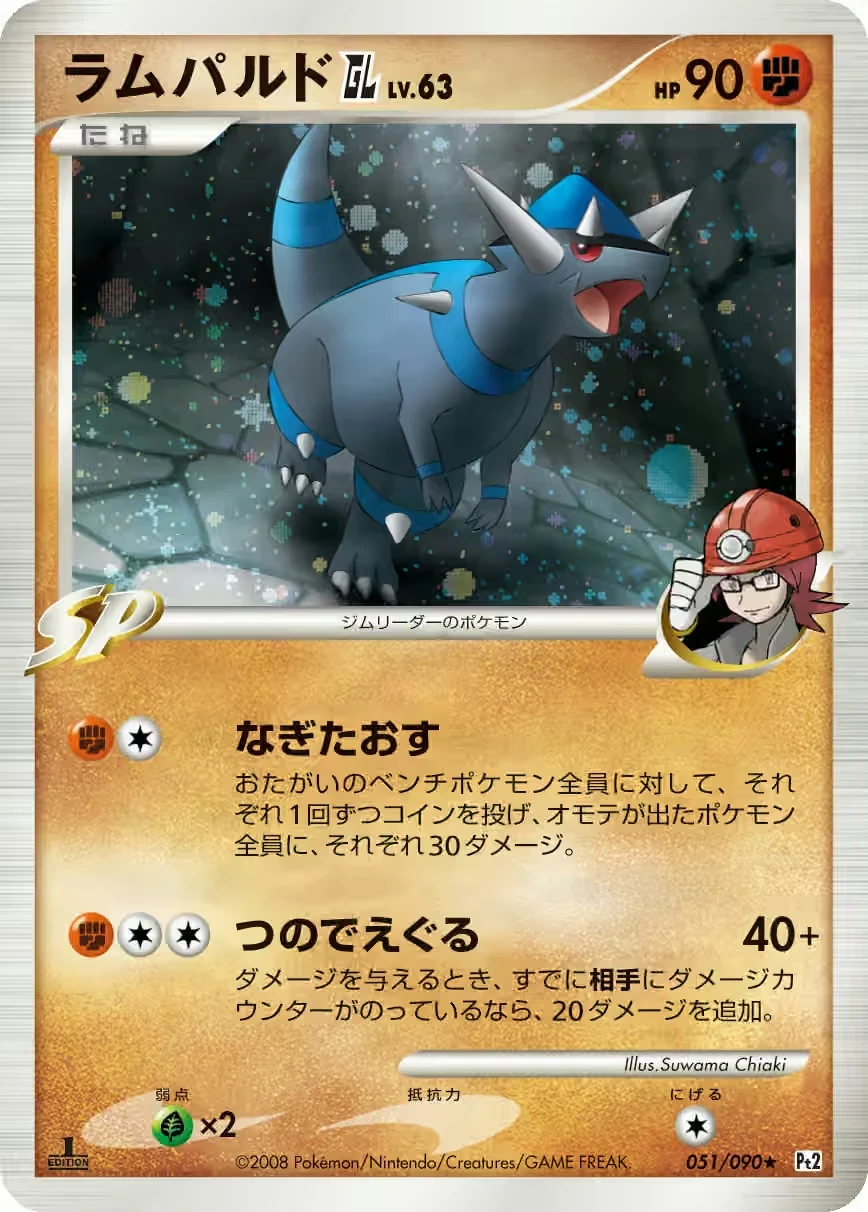 ラムパルド GL LV.63 HP 90
たね
SP
ジムリーダーのポケモン
なぎたおす
おたがいのベンチポケモン全員に対して、それ
ぞれ1回ずつコインを投げ、オモテが出たポケモン
全員に、それぞれ30ダメージ。
つのでえぐる 40+
ダメージを与えるとき、すでに相手にダメージカ
ウンターがのっているなら、20ダメージを追加。
Illus.Suwama Chiaki
弱点 抵抗力 にげる
×2
1 EDITION ©2008 Pokémon/Nintendo/Creatures/GAME FREAK. 051/090★ Pt2